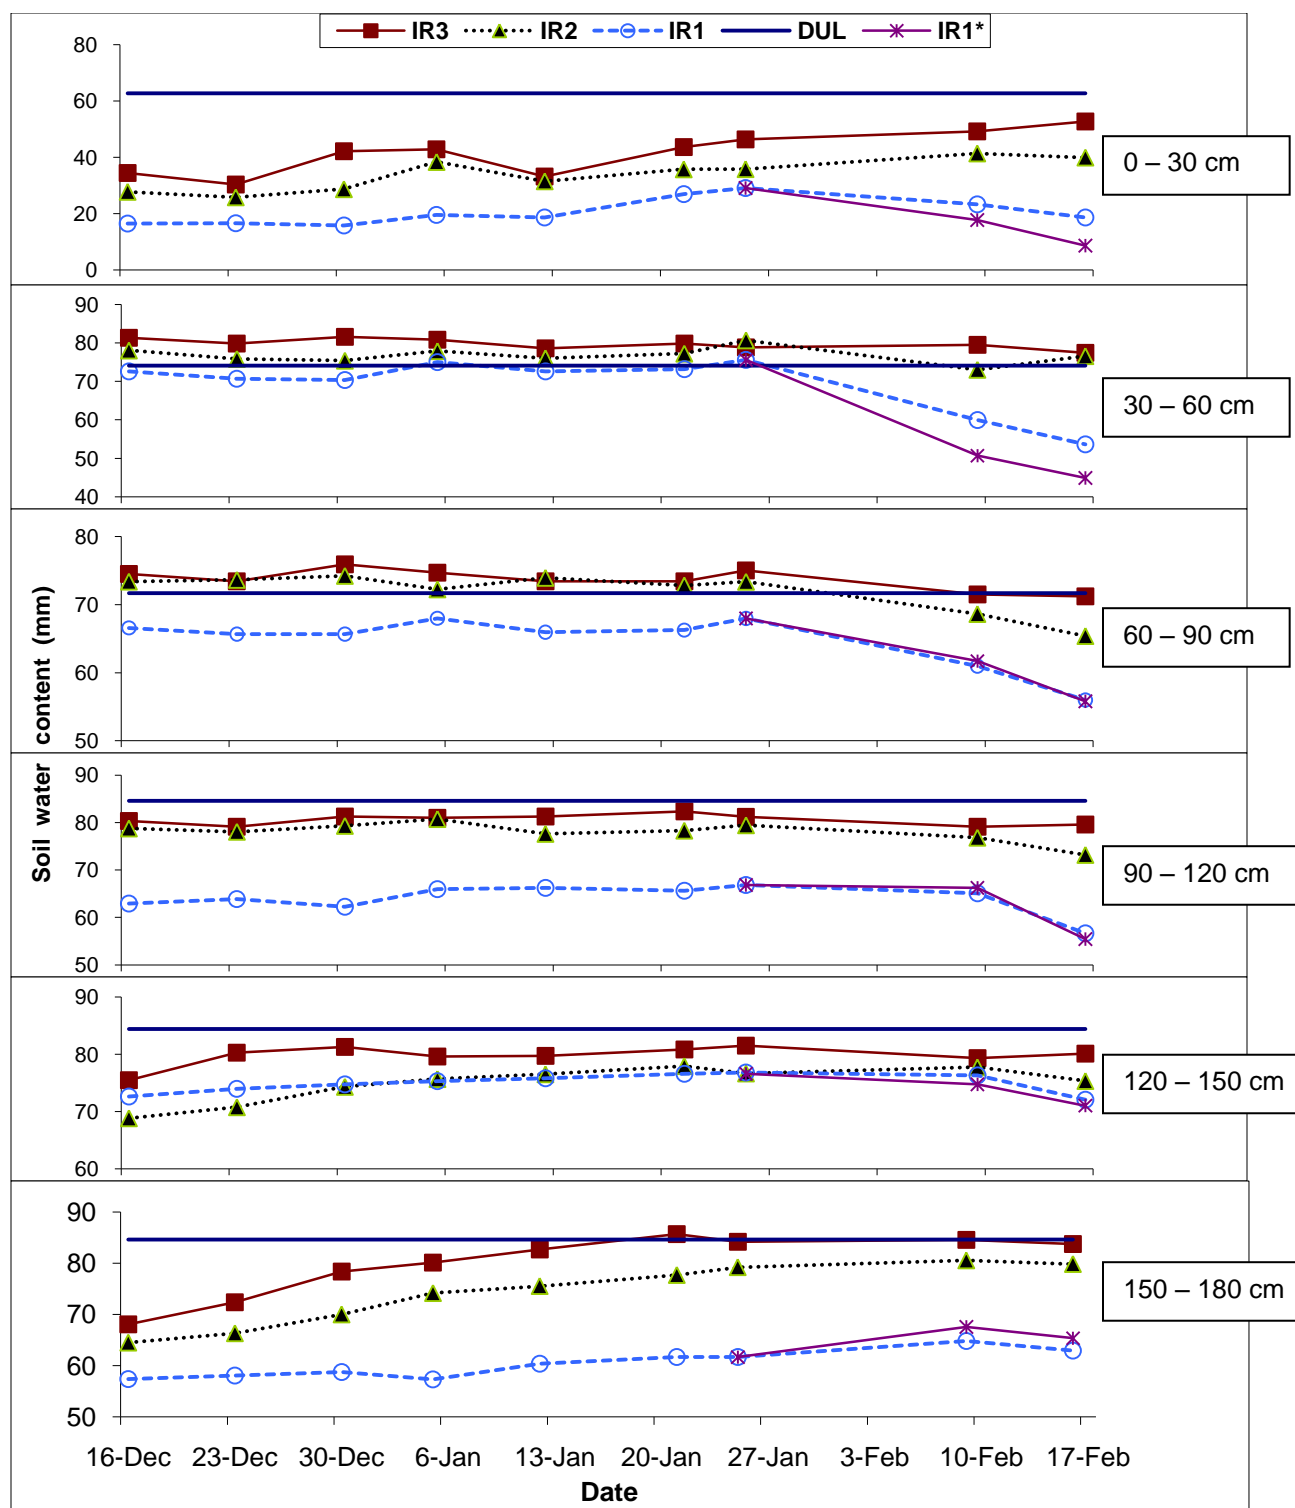 IR3 IR2 IR1 DUL IR1*
80
60
40
20
0
0 – 30 cm
90
80
70
60
50
40
30 – 60 cm
80
70
60
50
60 – 90 cm
Soil water content (mm)
90
80
70
60
50
90 – 120 cm
90
80
70
60
120 – 150 cm
90
80
70
60
50
150 – 180 cm
16-Dec 23-Dec 30-Dec 6-Jan 13-Jan 20-Jan 27-Jan 3-Feb 10-Feb 17-Feb
Date